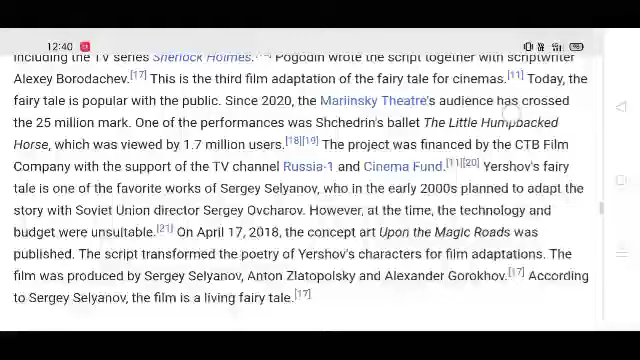 12:40
including the TV series Sherlock Holmes. Pogodin wrote the script together with scriptwriter
Alexey Borodachev.[17] This is the third film adaptation of the fairy tale for cinemas.[11] Today, the
fairy tale is popular with the public. Since 2020, the Mariinsky Theatre's audience has crossed
the 25 million mark. One of the performances was Shchedrin's ballet The Little Humpbacked
Horse, which was viewed by 1.7 million users.[18][19] The project was financed by the CTB Film
Company with the support of the TV channel Russia-1 and Cinema Fund.[11][20] Yershov's fairy
tale is one of the favorite works of Sergey Selyanov, who in the early 2000s planned to adapt the
story with Soviet Union director Sergey Ovcharov. However, at the time, the technology and
budget were unsuitable.[21] On April 17, 2018, the concept art Upon the Magic Roads was
published. The script transformed the poetry of Yershov's characters for film adaptations. The
film was produced by Sergey Selyanov, Anton Zlatopolsky and Alexander Gorokhov.[17] According
to Sergey Selyanov, the film is a living fairy tale.[17]